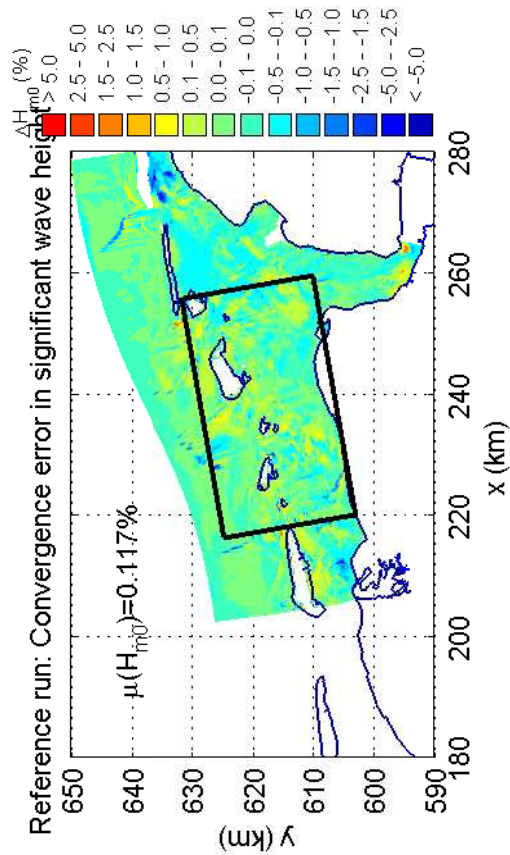 Reference run: Convergence error in significant wave height
ΔHm0 (%)
> 5.0
2.5 - 5.0
1.5 - 2.5
1.0 - 1.5
0.5 - 1.0
0.1 - 0.5
0.0 - 0.1
-0.1 - 0.0
-0.5 - -0.1
-1.0 - -0.5
-1.5 - -1.0
-2.5 - -1.5
-5.0 - -2.5
< -5.0
μ(Hm0)=0.117%
650
640
630
620
610
600
590
y (km)
180
200
220
240
260
280
x (km)